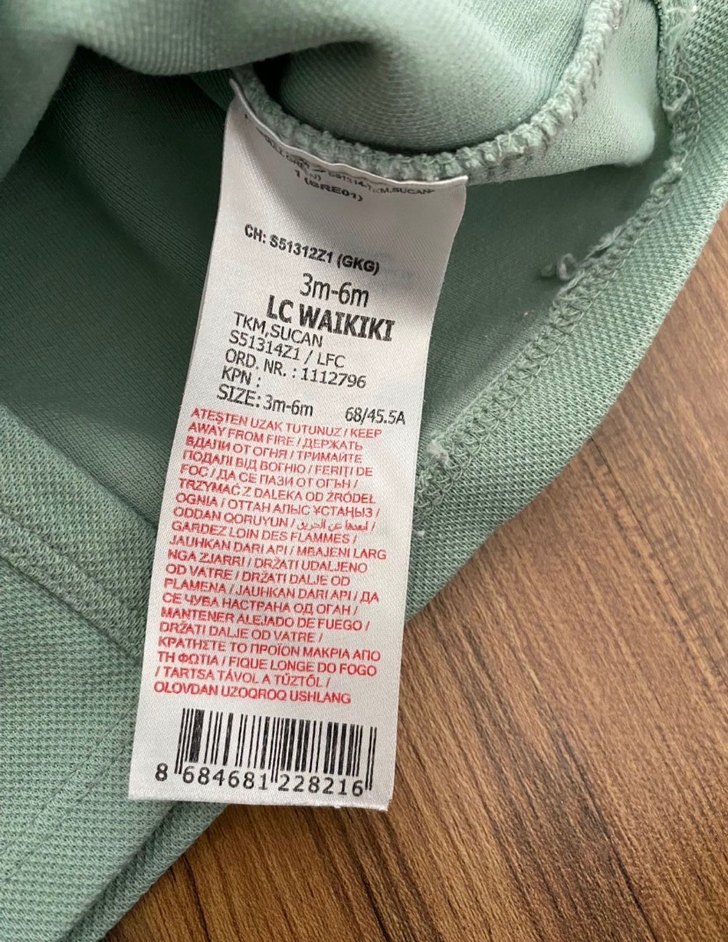 1 (GRE01)
CH: S51312Z1 (GKG)
3m-6m
LC WAIKIKI
TKM,SUCAN
S51314Z1 / LFC
ORD. NR. : 1112796
KPN :
SIZE: 3m-6m 68/45.5A
ATEŞTEN UZAK TUTUNUZ / KEEP
AWAY FROM FIRE / ДЕРЖАТЬ
ВДАЛИ ОТ ОГНЯ / ТРИМАЙТЕ
ПОДАЛІ ВІД ВОГНЮ / FERIȚI DE
FOC / ДА СЕ ПАЗИ ОТ ОГЪН /
TRZYMAĆ Z DALEKA OD ŹRÓDEŁ
OGNIA / ОТТАН АЛЫС ҰСТАҢЫЗ /
ODDAN QORUYUN / ابعدها عن الحريق /
GARDEZ LOIN DES FLAMMES /
JAUHKAN DARI API / MBAJENI LARG
NGA ZJARRI / DRŽATI UDALJENO
OD VATRE / DRŽATI DALJE OD
PLAMENA / JAUHKAN DARI API / ДА
СЕ ЧУВА НАСТРАНА ОД ОГАН /
MANTENER ALEJADO DE FUEGO /
DRŽATI DALJE OD VATRE /
ΚΡΑΤΗΣΤΕ ΤΟ ΠΡΟΪΟΝ ΜΑΚΡΙΑ ΑΠΟ
ΤΗ ΦΩΤΙΑ / FIQUE LONGE DO FOGO
/ TARTSA TÁVOL A TŰZTŐL /
OLOVDAN UZOQROQ USHLANG
8 684681 228216